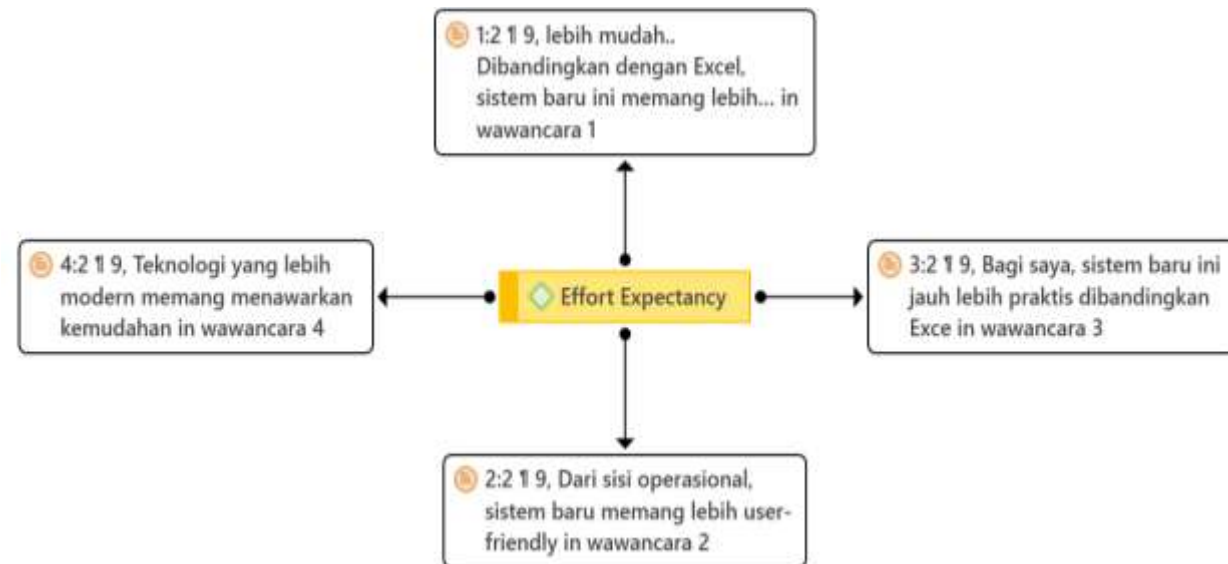 1:2 ¶ 9, lebih mudah..
Dibandingkan dengan Excel,
sistem baru ini memang lebih... in
wawancara 1
4:2 ¶ 9, Teknologi yang lebih
modern memang menawarkan
kemudahan in wawancara 4
Effort Expectancy
3:2 ¶ 9, Bagi saya, sistem baru ini
jauh lebih praktis dibandingkan
Exce in wawancara 3
2:2 ¶ 9, Dari sisi operasional,
sistem baru memang lebih user-
friendly in wawancara 2